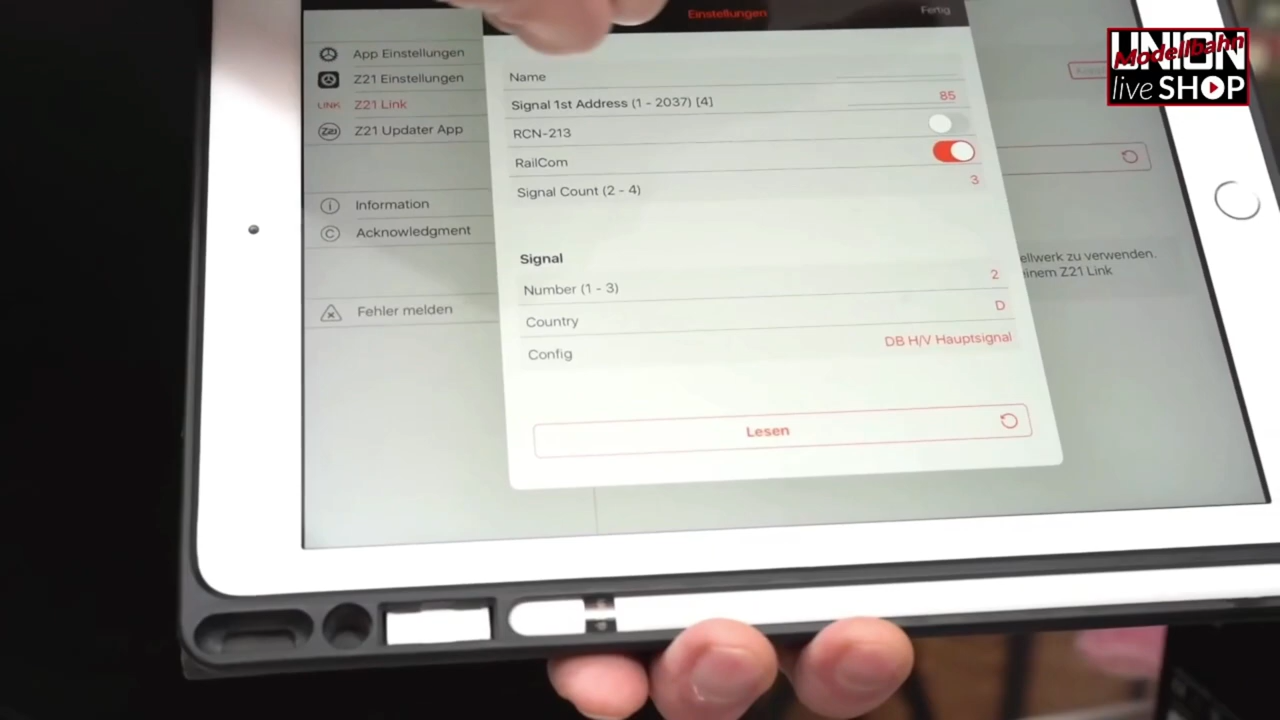 Einstellungen
Fertig
UNION
Modellbahn
live SHOP
App Einstellungen
Z21 Einstellungen
LINK Z21 Link
Z21 Z21 Updater App
Information
Acknowledgment
Fehler melden
Name
Signal 1st Address (1 - 2037) [4] 85
RCN-213
RailCom
Signal Count (2 - 4) 3
Signal
Number (1 - 3) 2
Country D
Config DB H/V Hauptsignal
Lesen
ellwerk zu verwenden.
einem Z21 Link